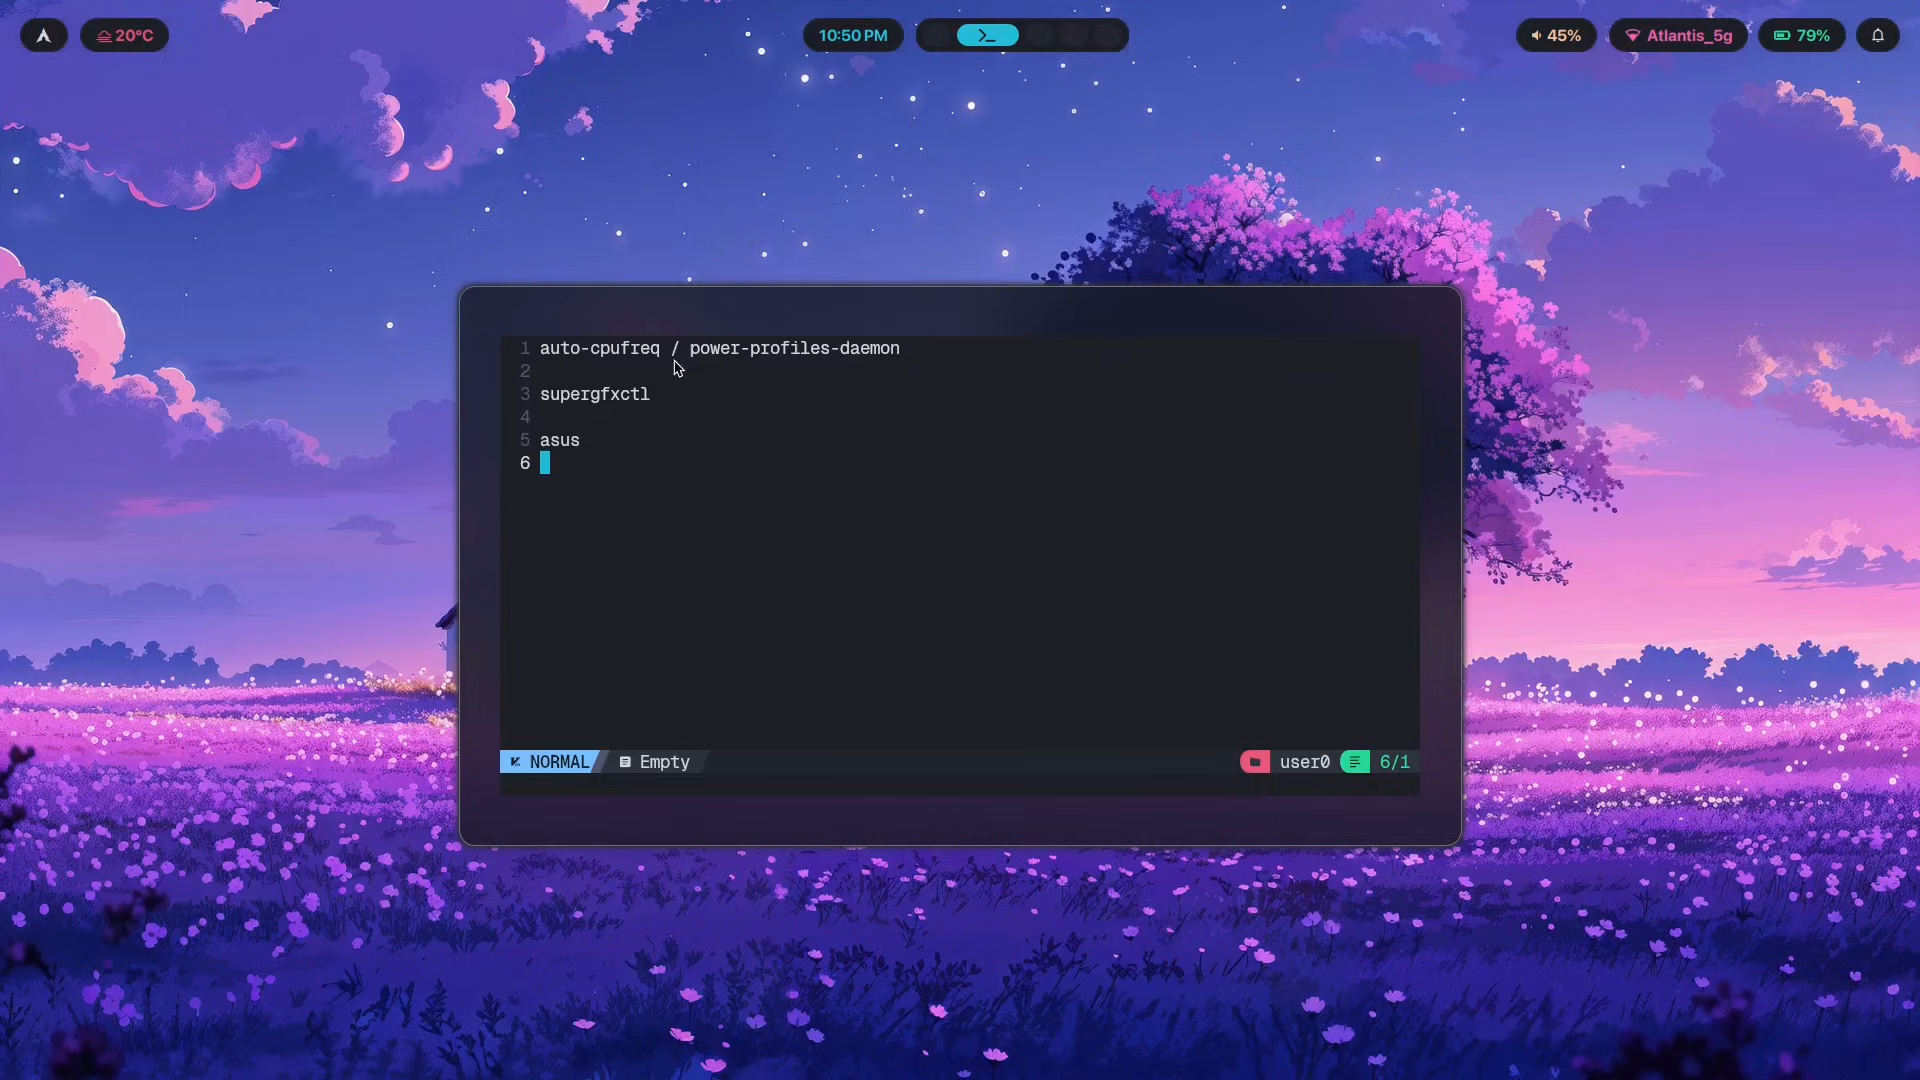 20°C
10:50 PM
45%
Atlantis_5g
79%
1 auto-cpufreq / power-profiles-daemon
2
3 supergfxctl
4
5 asus
6
NORMAL Empty user0 6/1